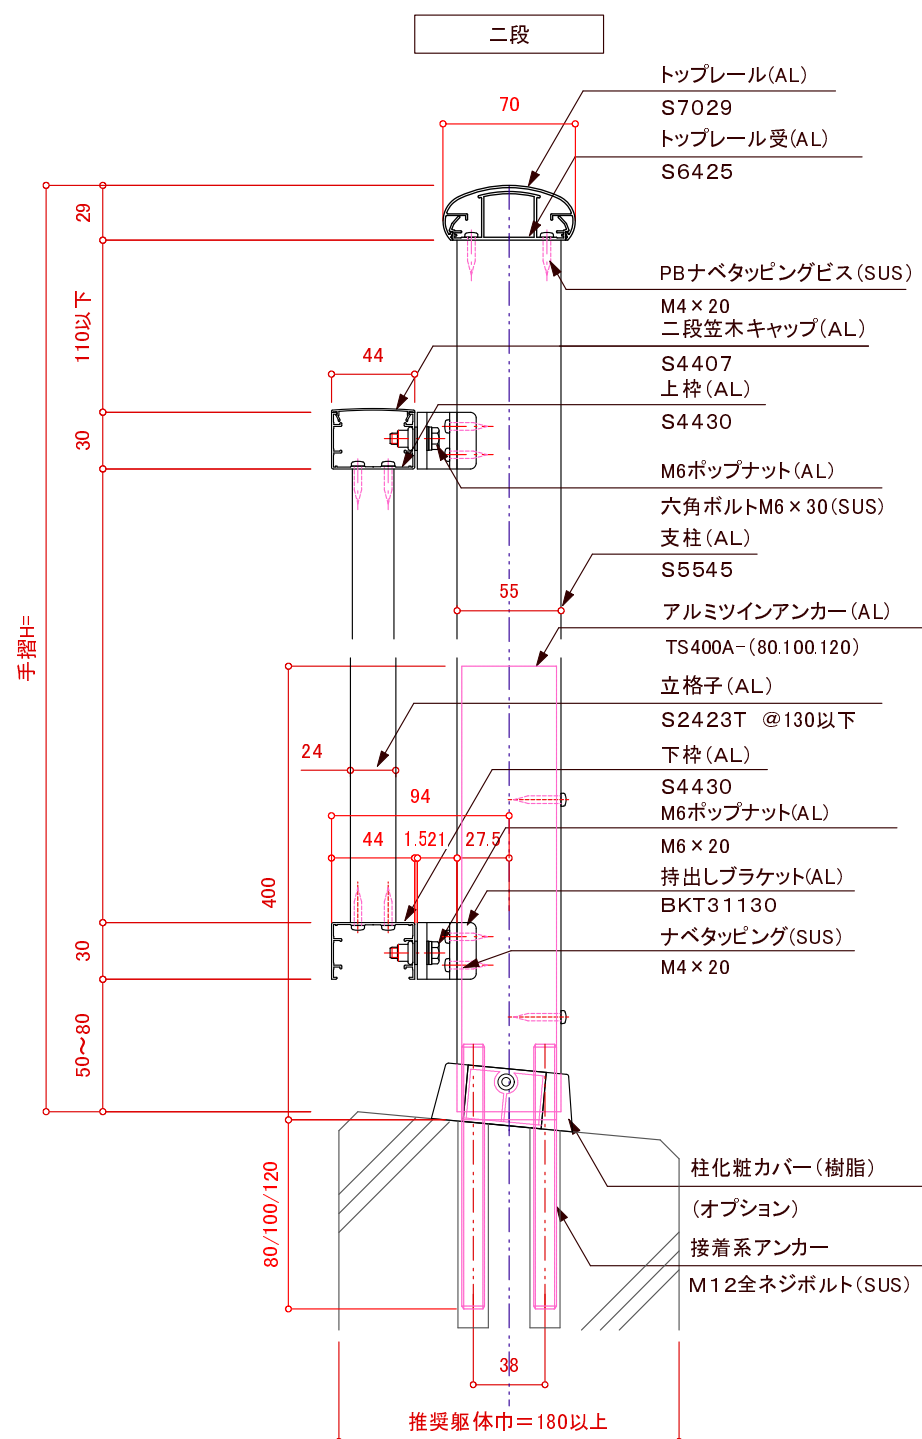 二段
トップレール(AL)
S7029
トップレール受(AL)
S6425
PBナベタッピングビス(SUS)
M4×20
二段笠木キャップ(AL)
S4407
上枠(AL)
S4430
M6ポップナット(AL)
六角ボルトM6×30(SUS)
支柱(AL)
S5545
アルミツインアンカー(AL)
TS400A-(80.100.120)
立格子(AL)
S2423T @130以下
下枠(AL)
S4430
M6ポップナット(AL)
M6×20
持出しブラケット(AL)
BKT31130
ナベタッピング(SUS)
M4×20
柱化粧カバー(樹脂)
(オプション)
接着系アンカー
M12全ネジボルト(SUS)
70
29
110以下
44
30
手摺H=
55
24
94
44 1.5 21 27.5
400
30
50〜80
80/100/120
38
推奨躯体巾=180以上